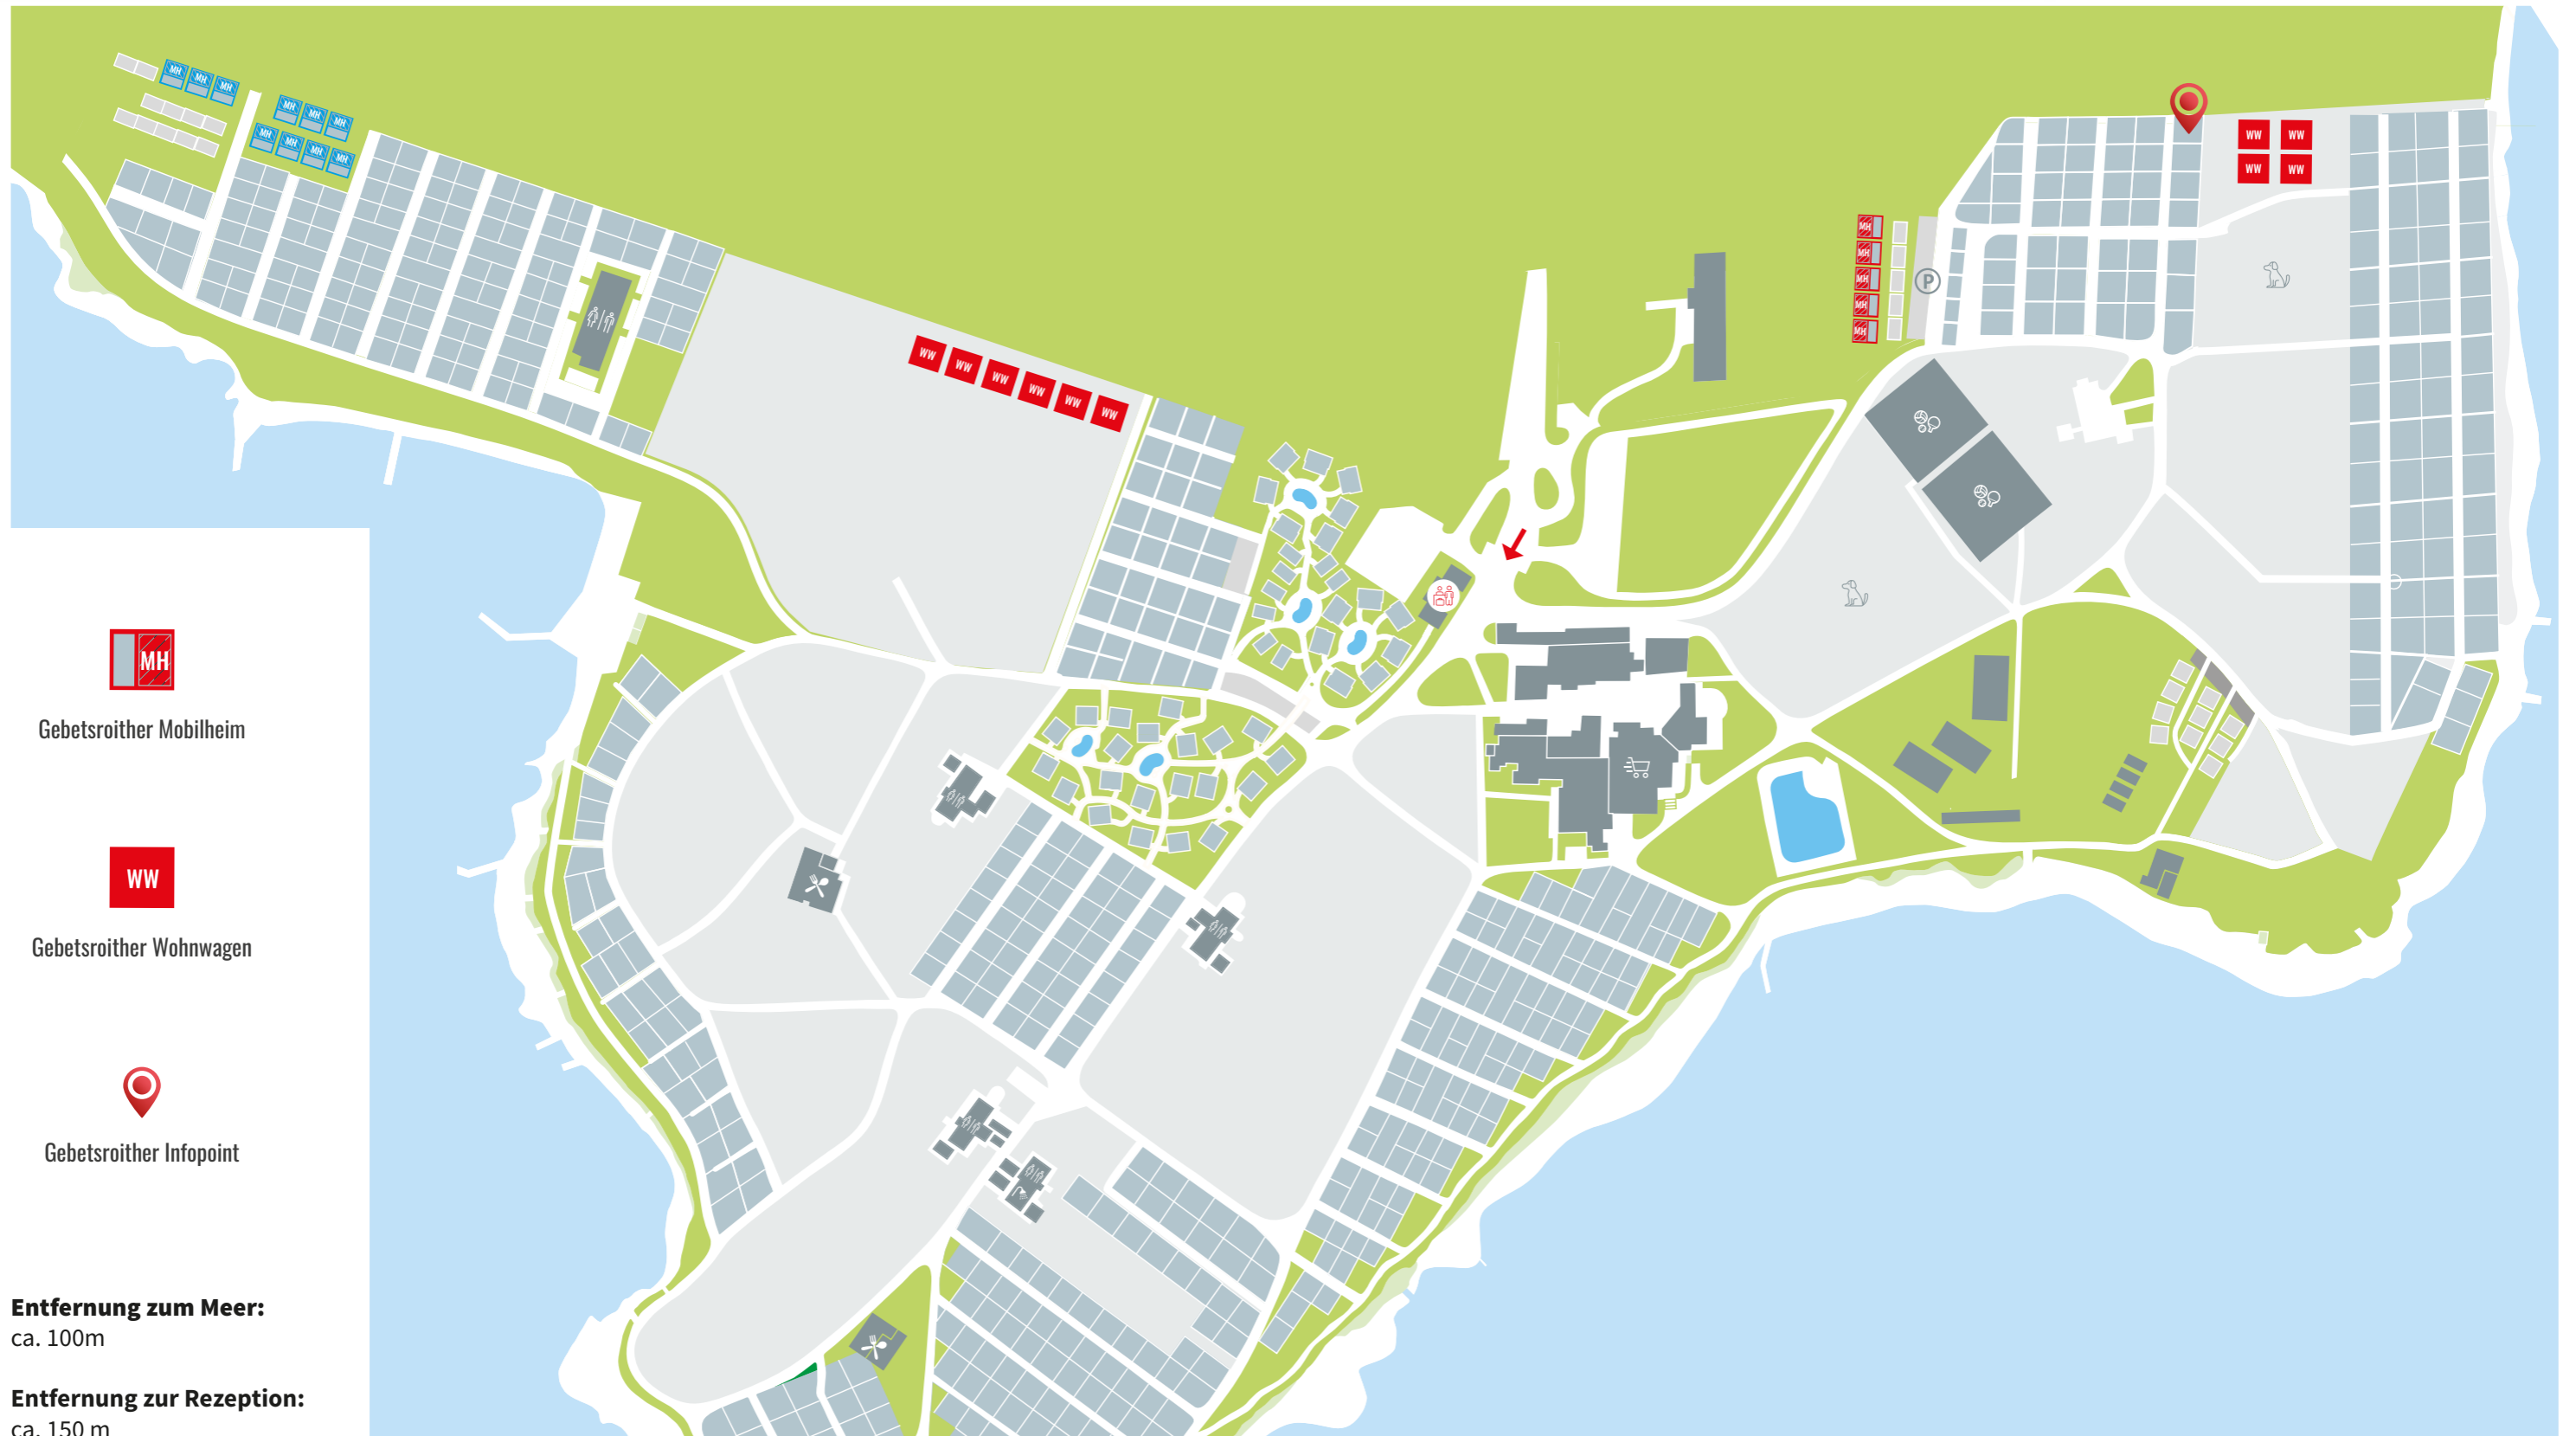 MH MH MH
MH MH MH
MH MH MH MH
WW WW
WW WW
MH
MH
MH
MH
MH
P
WW WW WW WW WW WW
MH
Gebetsroither Mobilheim
WW
Gebetsroither Wohnwagen
Gebetsroither Infopoint
Entfernung zum Meer:
ca. 100m
Entfernung zur Rezeption:
ca. 150 m